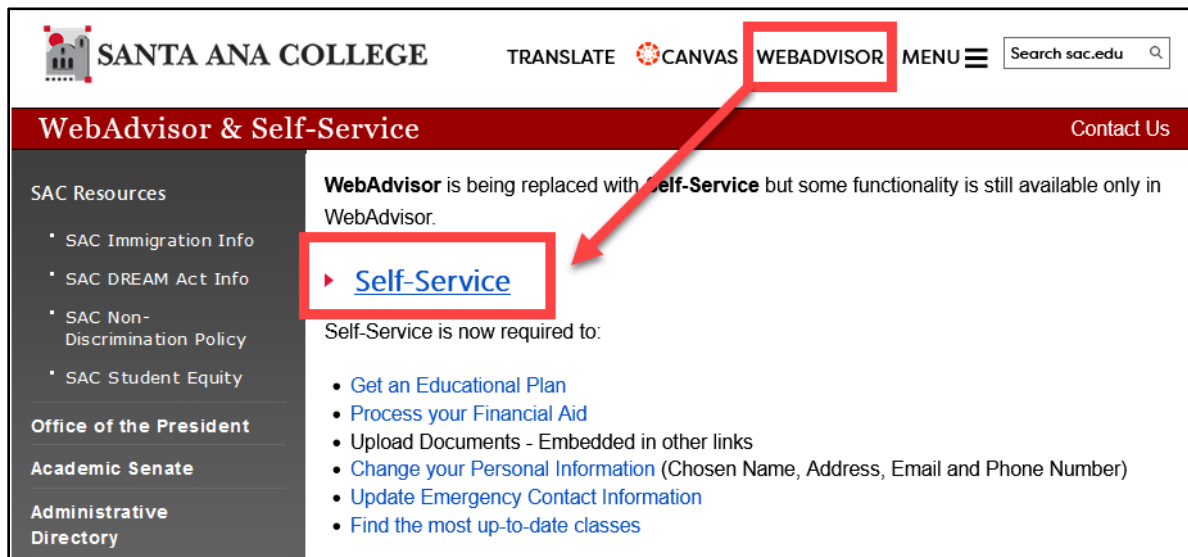 SANTA ANA COLLEGE
TRANSLATE CANVAS WEBADVISOR MENU Search sac.edu
WebAdvisor & Self-Service
Contact Us
SAC Resources
SAC Immigration Info
SAC DREAM Act Info
SAC Non-
Discrimination Policy
SAC Student Equity
Office of the President
Academic Senate
Administrative
Directory
WebAdvisor is being replaced with Self-Service but some functionality is still available only in
WebAdvisor.
Self-Service
Self-Service is now required to:
• Get an Educational Plan
• Process your Financial Aid
• Upload Documents - Embedded in other links
• Change your Personal Information (Chosen Name, Address, Email and Phone Number)
• Update Emergency Contact Information
• Find the most up-to-date classes